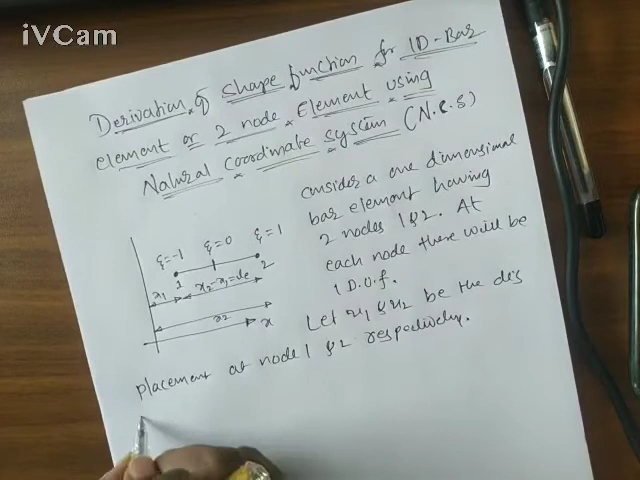 iVCam
Derivation of shape function for 1D-Bar
element or 2 node Element using
Natural coordinate system (N.C.S)
consider a one dimensional
bar element having
2 nodes 1 & 2. At
each node there will be
1 D.O.f.
Let u1 & u2 be the dis
placement at node 1 & 2 respectively.
ξ=-1 ξ=0 ξ=1
1 2
x1 x2-x1=le
x2
x